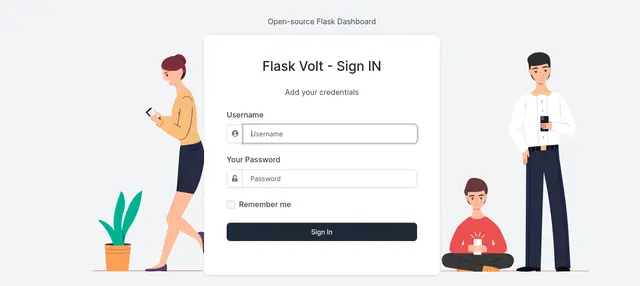 Open-source Flask Dashboard
Flask Volt - Sign IN
Add your credentials
Username
Username
Your Password
Password
Remember me
Sign In